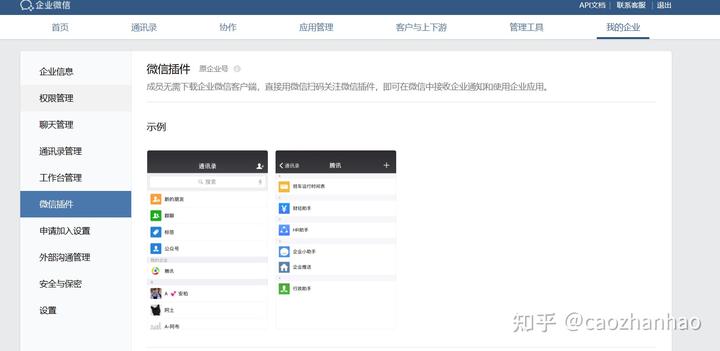 企业微信
API文档 | 联系客服 | 退出
首页 通讯录 协作 应用管理 客户与上下游 管理工具 我的企业
企业信息
权限管理
聊天管理
通讯录管理
工作台管理
微信插件
申请加入设置
外部沟通管理
安全与保密
设置
微信插件 原企业号
成员无需下载企业微信客户端，直接用微信扫码关注微信插件，即可在微信中接收企业通知和使用企业应用。
示例
通讯录
搜索
新的朋友
群聊
标签
公众号
我的企业
腾讯
A
A 安柏
阿土
A-阿布
通讯录 腾讯
班车运行时间表
财经助手
HR助手
企业小助手
企业推送
行政助手
知乎 @caozhanhao